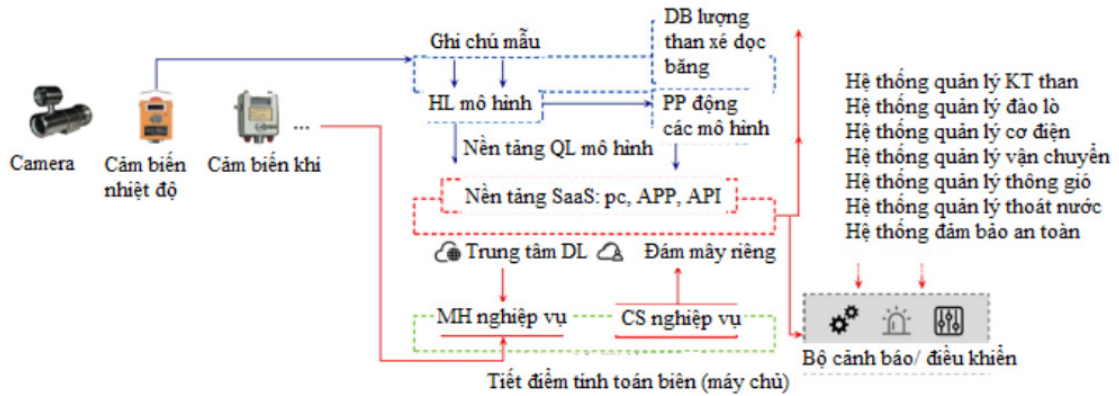 Camera
Cảm biến
nhiệt độ
Cảm biến khí
...
Ghi chú mẫu
HL mô hình
DB lượng
than xé dọc
băng
PP động
các mô hình
Nền tảng QL mô hình
Nền tảng SaaS: pc, APP, API
Trung tâm DL
Đám mây riêng
MH nghiệp vụ
CS nghiệp vụ
Tiết điểm tính toán biên (máy chủ)
Hệ thống quản lý KT than
Hệ thống quản lý đào lò
Hệ thống quản lý cơ điện
Hệ thống quản lý vận chuyển
Hệ thống quản lý thông gió
Hệ thống quản lý thoát nước
Hệ thống đảm bảo an toàn
Bộ cảnh báo/ điều khiển